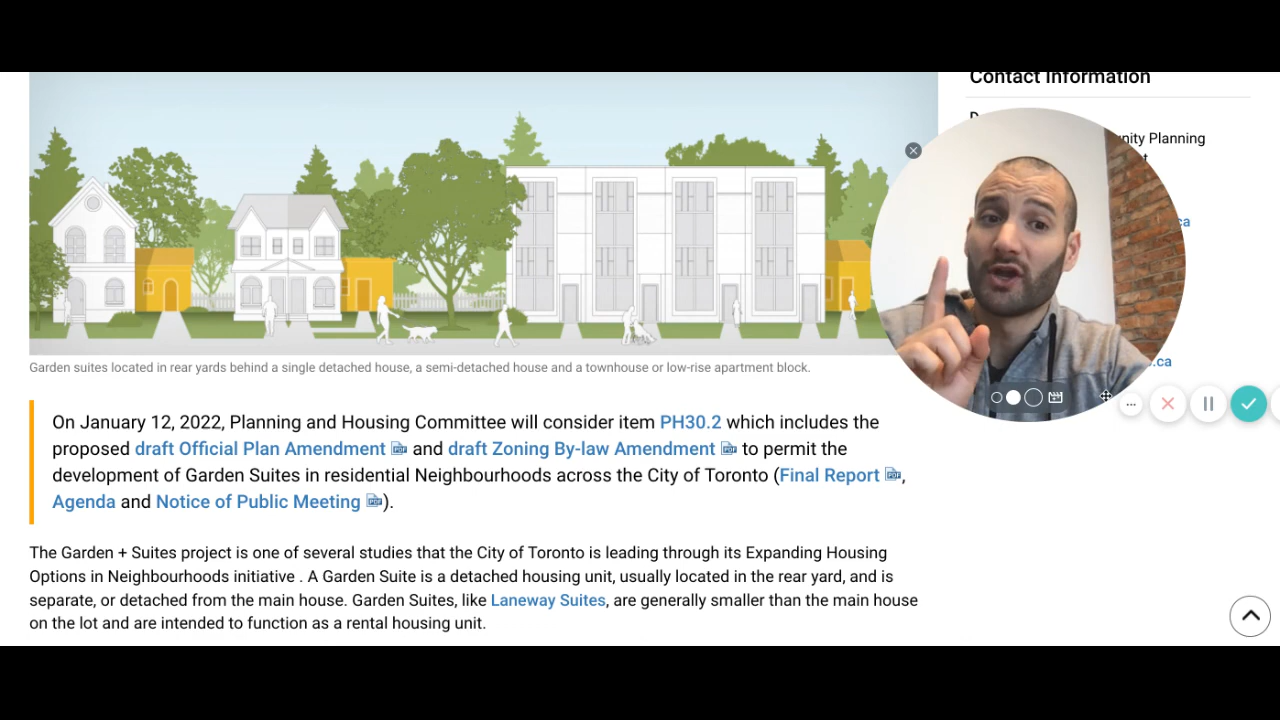 Contact Information
nity Planning
t
ca
.ca
Garden suites located in rear yards behind a single detached house, a semi-detached house and a townhouse or low-rise apartment block.
On January 12, 2022, Planning and Housing Committee will consider item PH30.2 which includes the
proposed draft Official Plan Amendment and draft Zoning By-law Amendment to permit the
development of Garden Suites in residential Neighbourhoods across the City of Toronto (Final Report ,
Agenda and Notice of Public Meeting ).
The Garden + Suites project is one of several studies that the City of Toronto is leading through its Expanding Housing
Options in Neighbourhoods initiative . A Garden Suite is a detached housing unit, usually located in the rear yard, and is
separate, or detached from the main house. Garden Suites, like Laneway Suites, are generally smaller than the main house
on the lot and are intended to function as a rental housing unit.